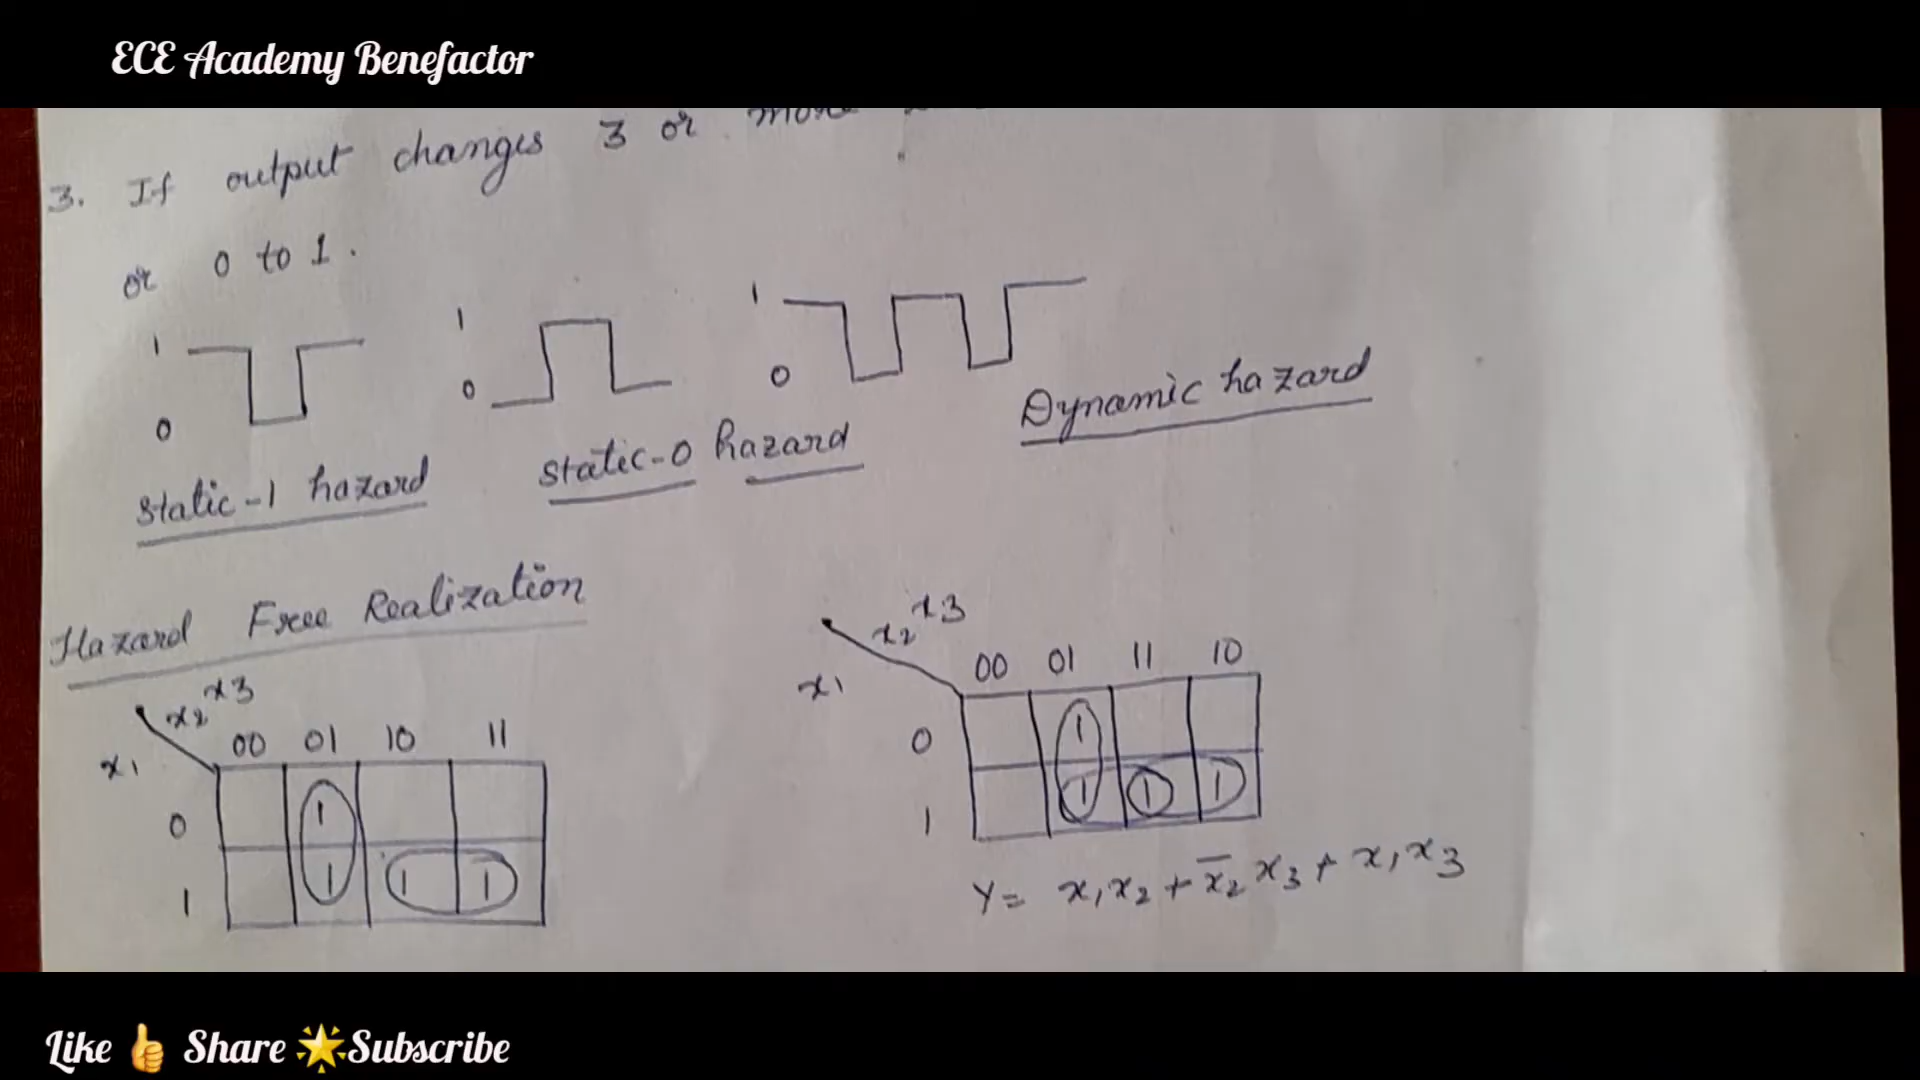 ECE Academy Benefactor
3. If output changes 3 or more
or 0 to 1.
1 1 1
0 0 0
Dynamic hazard
static-1 hazard static-0 hazard
Hazard Free Realization
x2 x3
x1 00 01 10 11
0 1
1 1 1 1
x2 x3
x1 00 01 11 10
0 1
1 1 1 1
Y= x1x2 + x̅2 x3 + x1x3
Like 👍 Share 🌟Subscribe